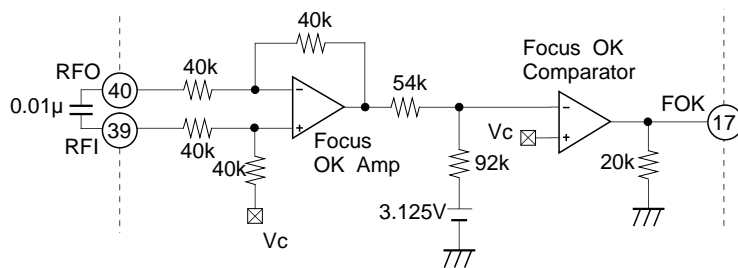 40k
Focus OK
Comparator
RFO
40
40k
54k
FOK
0.01µ
39
RFI
40k
Focus
OK Amp
40k
Vc
Vc
92k
3.125V
20k
17
−
+
−
+